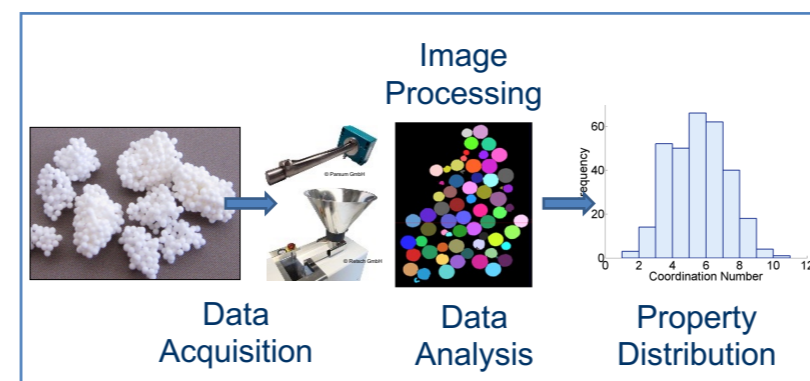 Image
Processing
© Parsum GmbH
© Retsch GmbH
60
40
20
0
0 2 4 6 8 10 12
Coordination Number
Data
Acquisition
Data
Analysis
Property
Distribution